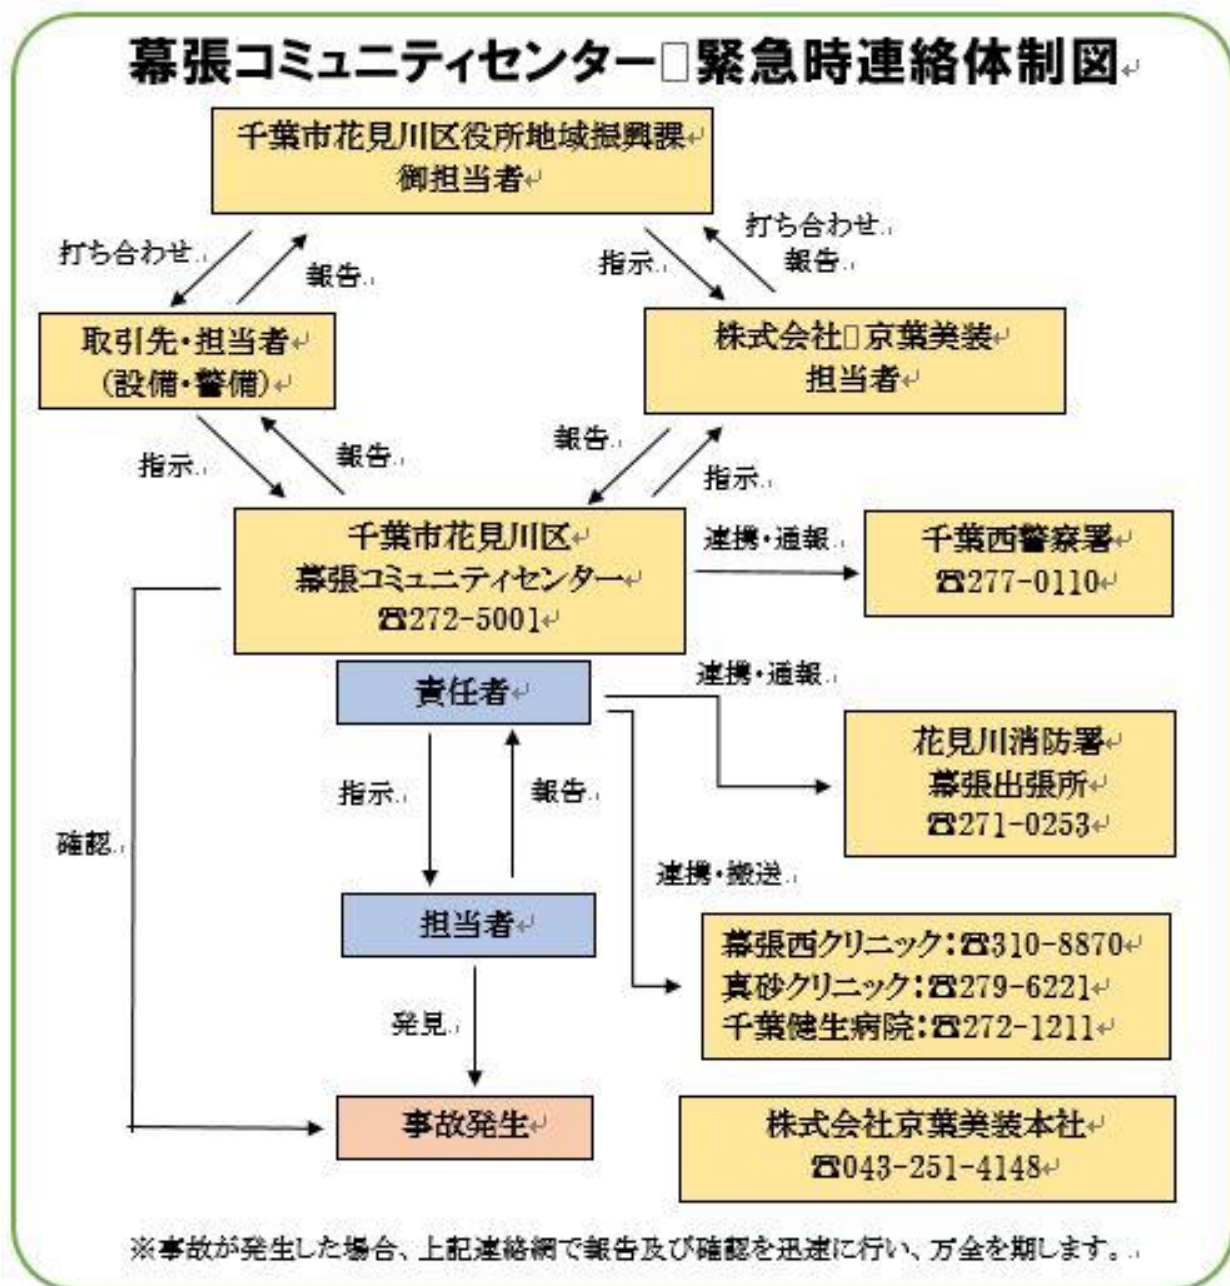 幕張コミュニティセンター□緊急時連絡体制図
千葉市花見川区役所地域振興課
御担当者
打ち合わせ
報告
指示
打ち合わせ
報告
取引先・担当者
(設備・警備)
株式会社□京葉美装
担当者
指示
報告
報告
指示
千葉市花見川区
幕張コミュニティセンター
☎272-5001
連携・通報
千葉西警察署
☎277-0110
責任者
連携・通報
花見川消防署
幕張出張所
☎271-0253
指示
報告
確認
連携・搬送
担当者
幕張西クリニック:☎310-8870
真砂クリニック:☎279-6221
千葉健生病院:☎272-1211
発見
事故発生
株式会社京葉美装本社
☎043-251-4148
※事故が発生した場合、上記連絡網で報告及び確認を迅速に行い、万全を期します。